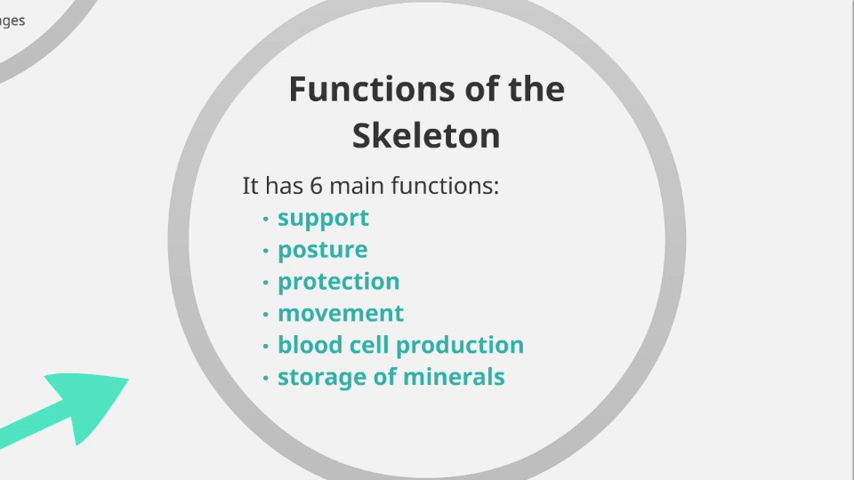 Functions of the
Skeleton
It has 6 main functions:
• support
• posture
• protection
• movement
• blood cell production
• storage of minerals